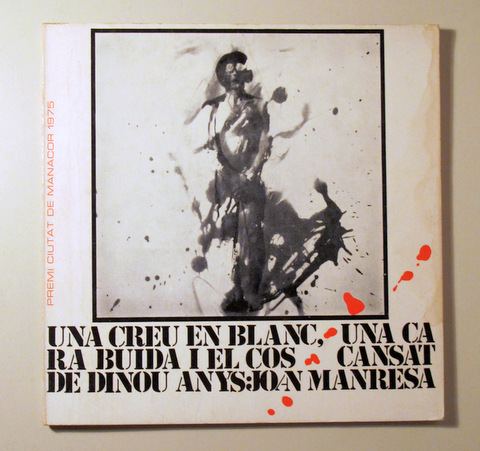 PREMI CIUTAT DE MANACOR 1975
UNA CREU EN BLANC, UNA CA
RA BUIDA I EL COS CANSAT
DE DINOU ANYS:JOAN MANRESA